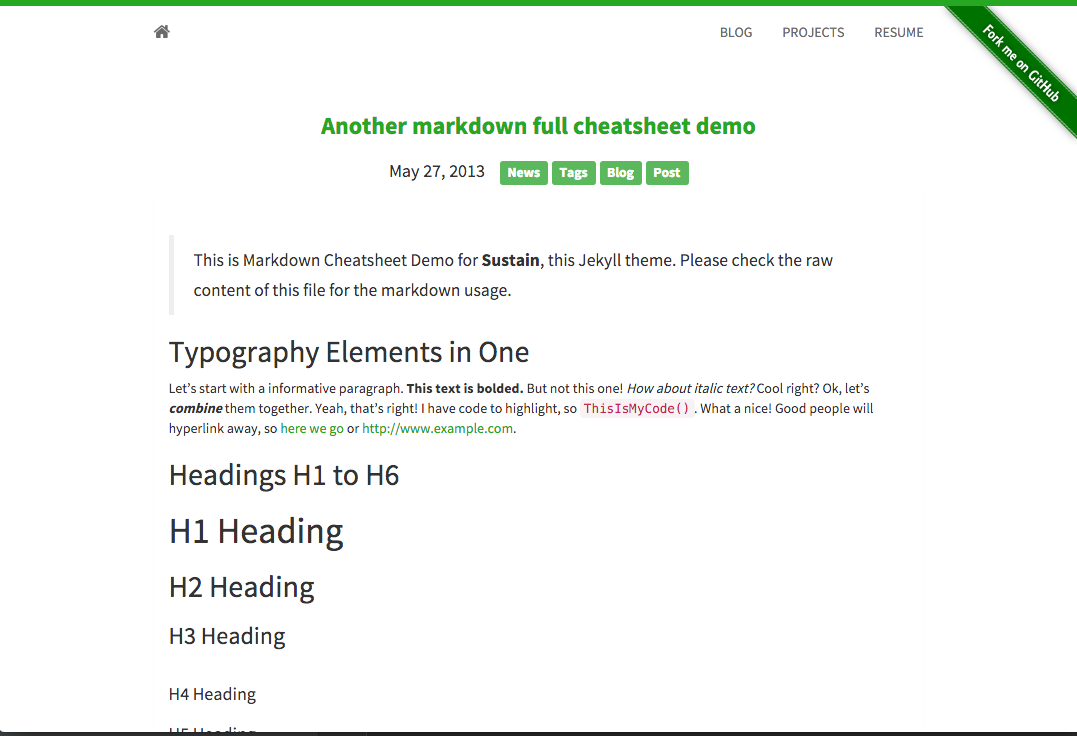 BLOG PROJECTS RESUME
Fork me on GitHub
Another markdown full cheatsheet demo
May 27, 2013 News Tags Blog Post
This is Markdown Cheatsheet Demo for Sustain, this Jekyll theme. Please check the raw
content of this file for the markdown usage.
Typography Elements in One
Let’s start with a informative paragraph. This text is bolded. But not this one! How about italic text? Cool right? Ok, let’s
combine them together. Yeah, that’s right! I have code to highlight, so ThisIsMyCode() . What a nice! Good people will
hyperlink away, so here we go or http://www.example.com.
Headings H1 to H6
H1 Heading
H2 Heading
H3 Heading
H4 Heading
H5 Heading